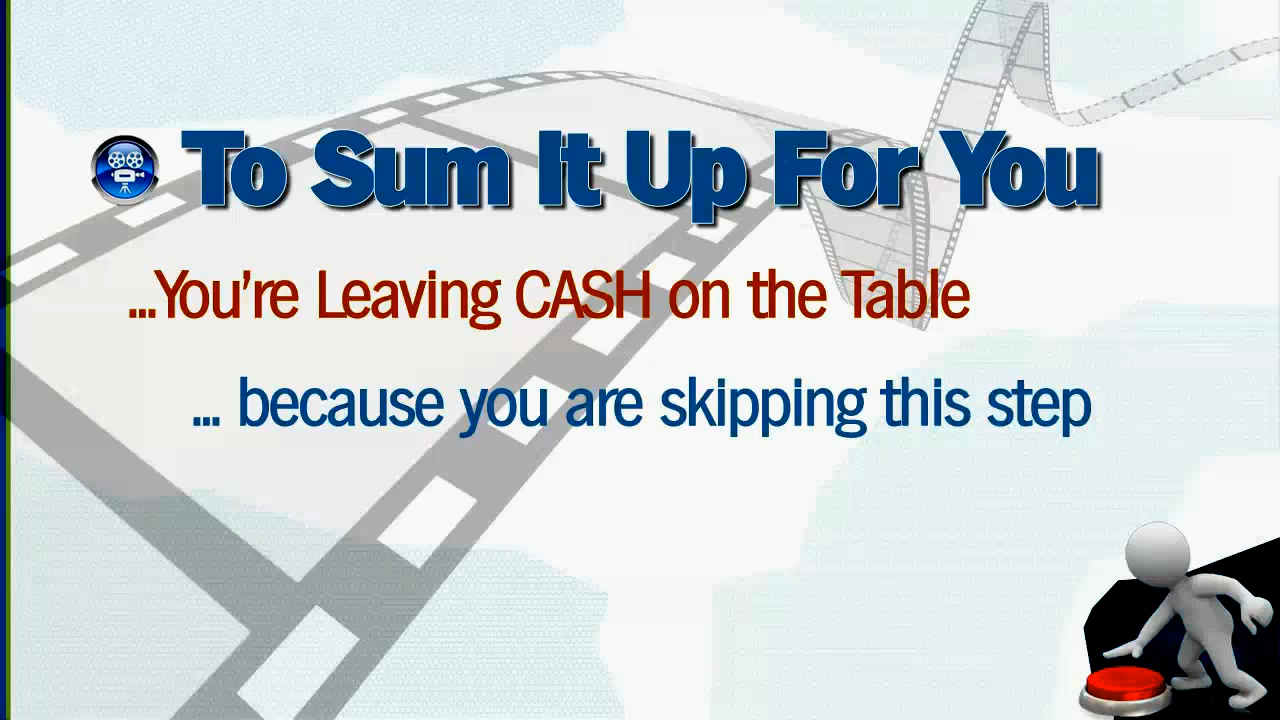 To Sum It Up For You
...You're Leaving CASH on the Table
... because you are skipping this step